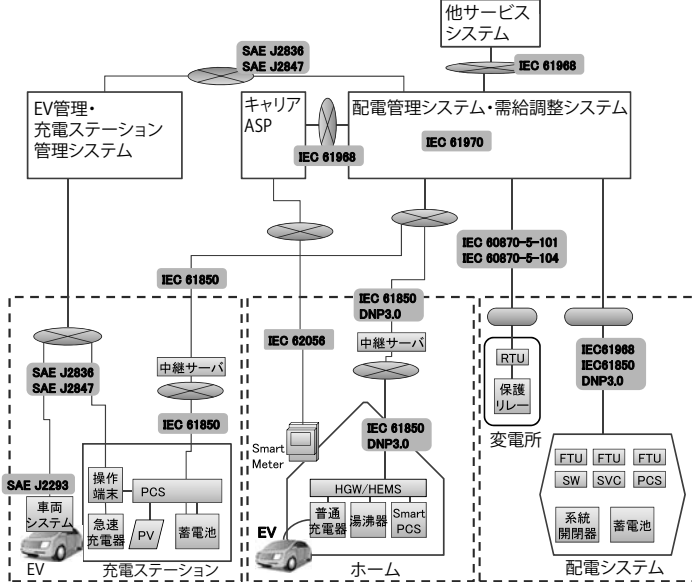 他サービス
システム
SAE J2836
SAE J2847
IEC 61968
EV管理・
充電ステーション
管理システム
キャリア
ASP
配電管理システム・需給調整システム
IEC 61970
IEC 61968
IEC 60870-5-101
IEC 60870-5-104
IEC 61850
IEC 61850
DNP3.0
IEC 62056
中継サーバ
中継サーバ
SAE J2836
SAE J2847
IEC 61850
IEC 61850
DNP3.0
RTU
保護
リレー
変電所
IEC61968
IEC61850
DNP3.0
Smart
Meter
SAE J2293
車両
システム
EV
操作
端末
PCS
急速
充電器
PV
蓄電池
充電ステーション
HGW/HEMS
普通
充電器
湯沸器
Smart
PCS
EV
ホーム
FTU
FTU
FTU
SW
SVC
PCS
系統
開閉器
蓄電池
配電システム